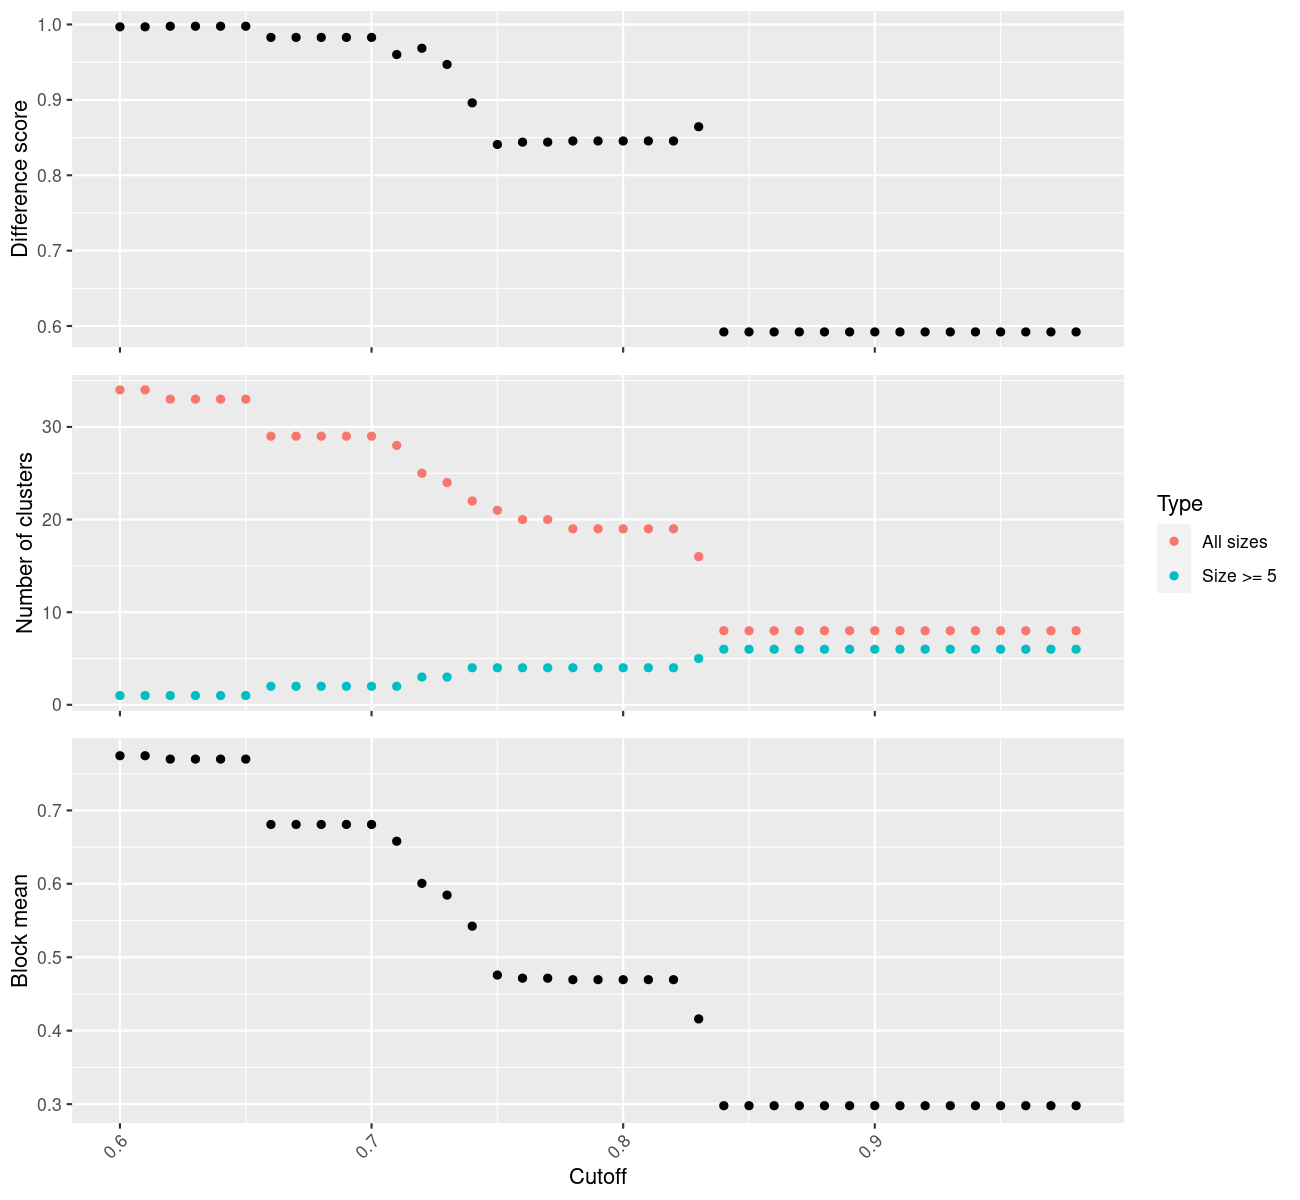 1.0
0.9
0.8
0.7
0.6
Difference score
30
20
10
0
Number of clusters
Type
All sizes
Size >= 5
0.7
0.6
0.5
0.4
0.3
Block mean
0.6
0.7
0.8
0.9
Cutoff